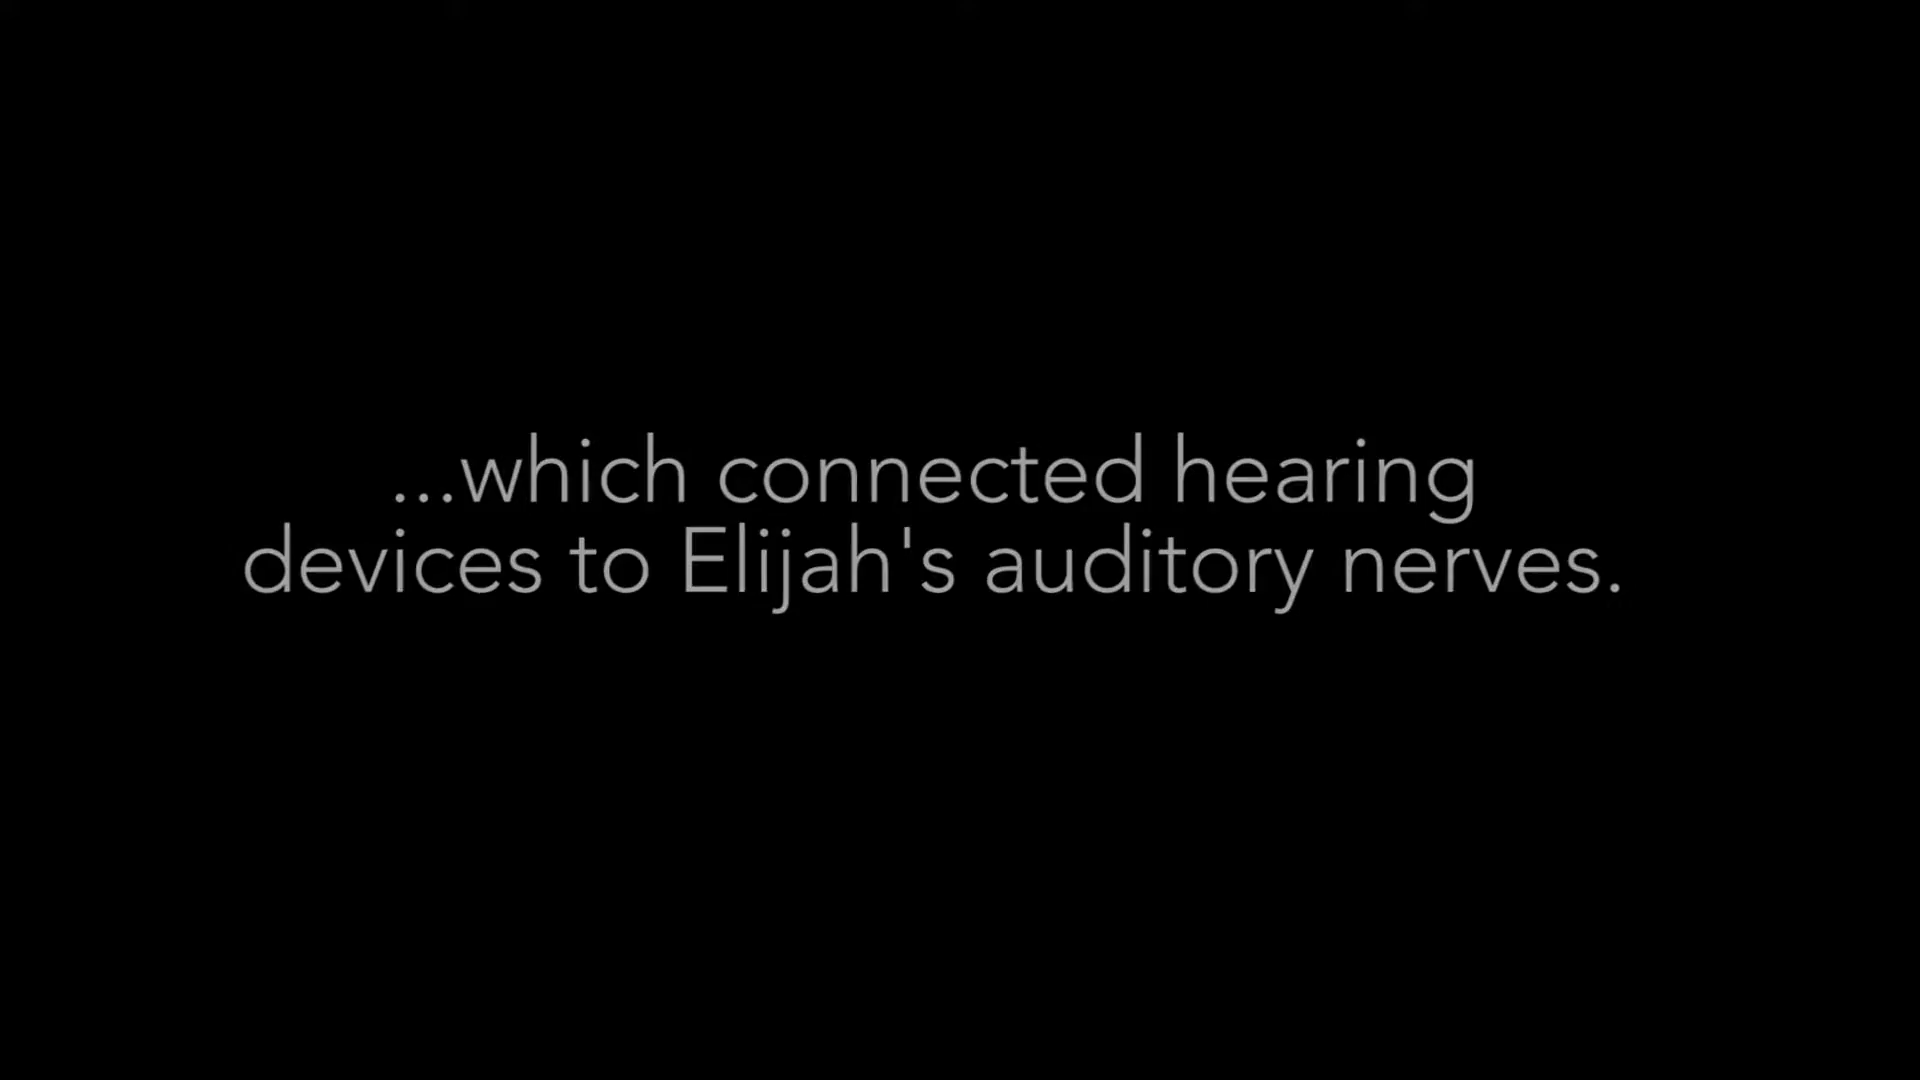 ...which connected hearing
devices to Elijah's auditory nerves.